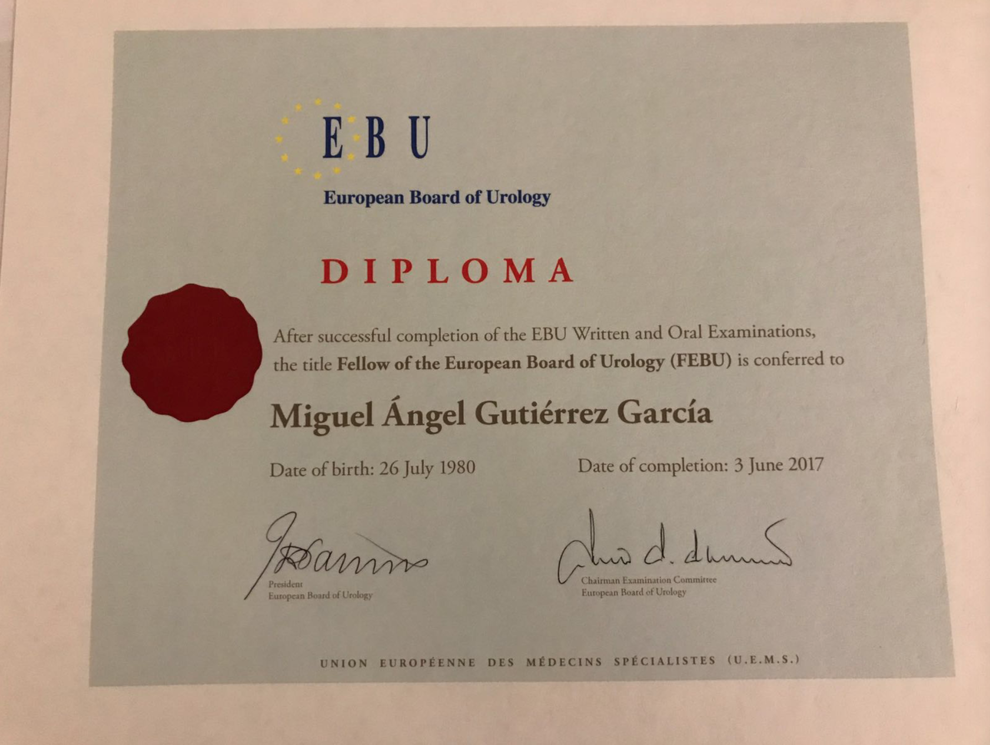 E B U
European Board of Urology
DIPLOMA
After successful completion of the EBU Written and Oral Examinations,
the title Fellow of the European Board of Urology (FEBU) is conferred to
Miguel Ángel Gutiérrez García
Date of birth: 26 July 1980 Date of completion: 3 June 2017
President Chairman Examination Committee
European Board of Urology European Board of Urology
UNION EUROPÉENNE DES MÉDECINS SPÉCIALISTES (U.E.M.S.)